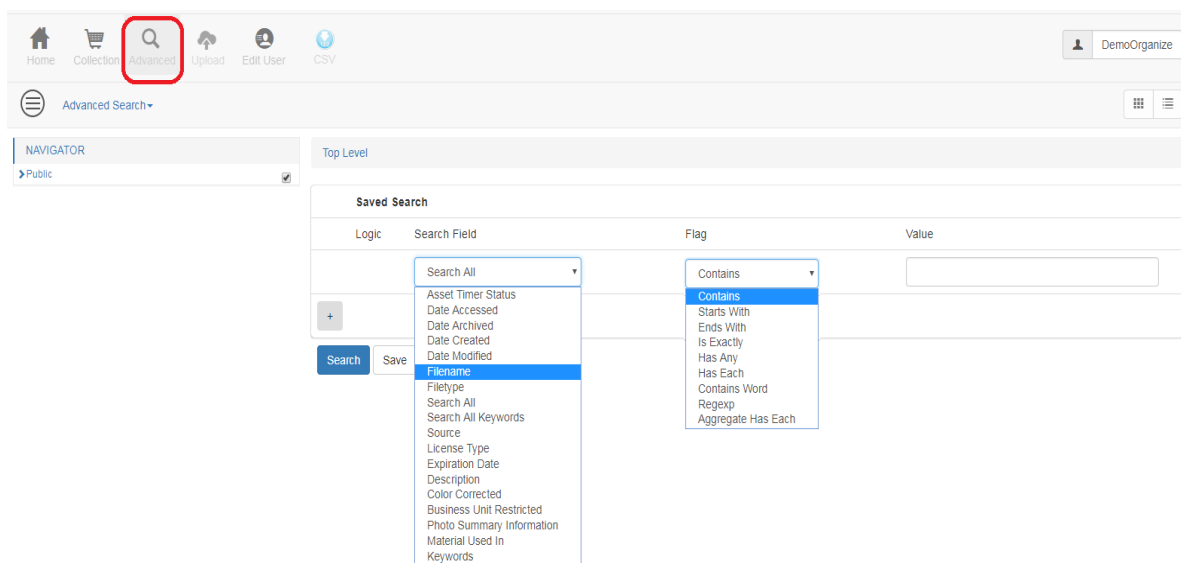 Home Collection Advanced Upload Edit User CSV DemoOrganize
Advanced Search
NAVIGATOR
Public
Top Level
Saved Search
Logic Search Field Flag Value
Search All Contains
Asset Timer Status
Date Accessed
Date Archived
Date Created
Date Modified
Filename
Filetype
Search All
Search All Keywords
Source
License Type
Expiration Date
Description
Color Corrected
Business Unit Restricted
Photo Summary Information
Material Used In
Keywords
Contains
Starts With
Ends With
Is Exactly
Has Any
Has Each
Contains Word
Regexp
Aggregate Has Each
+
Search Save